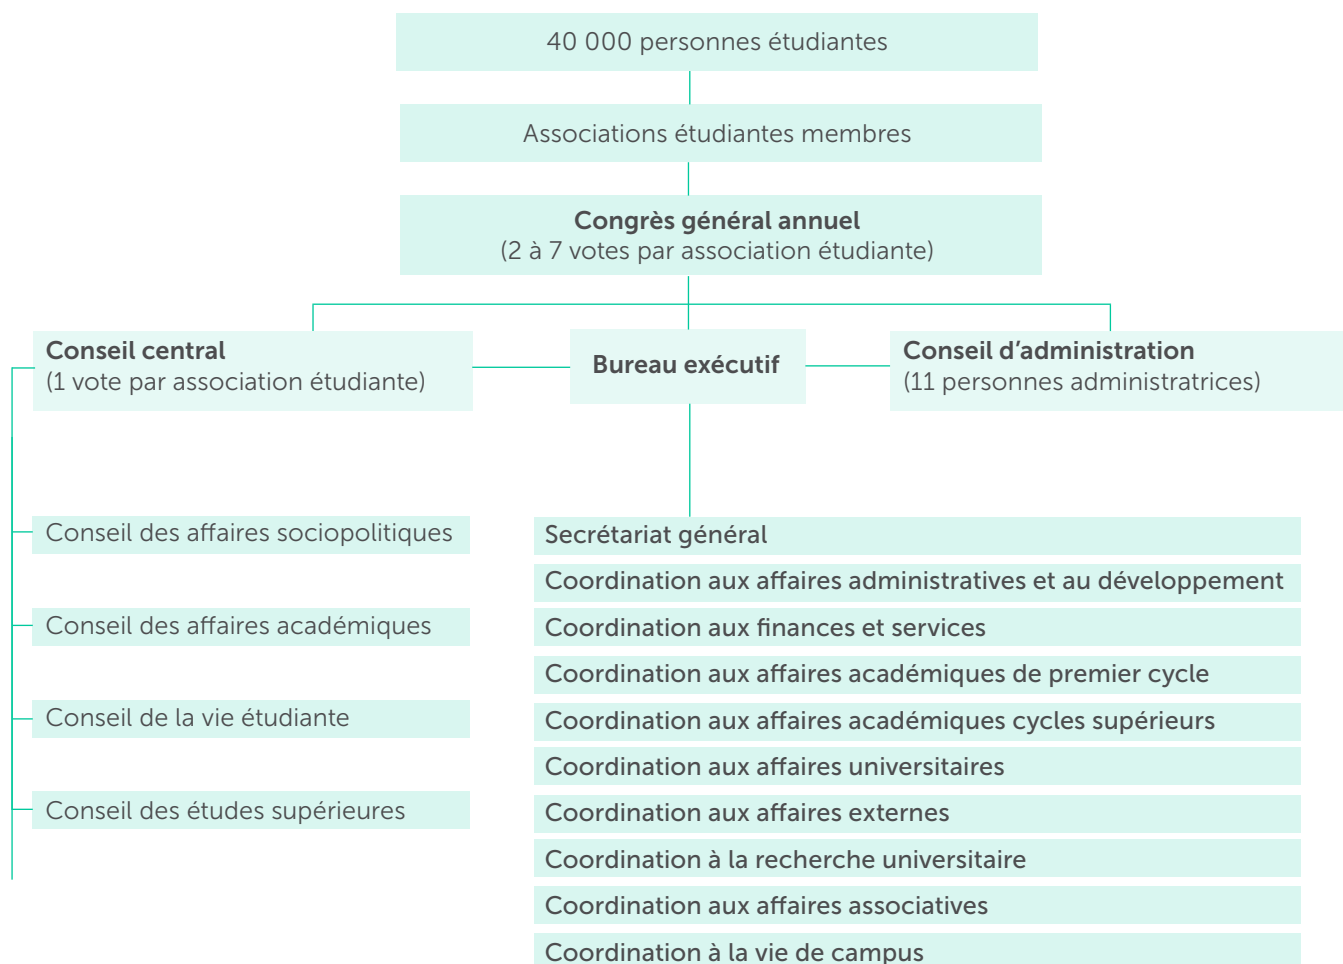 40 000 personnes étudiantes
Associations étudiantes membres
Congrès général annuel
(2 à 7 votes par association étudiante)
Conseil central
(1 vote par association étudiante)
Bureau exécutif
Conseil d’administration
(11 personnes administratrices)
Conseil des affaires sociopolitiques
Conseil des affaires académiques
Conseil de la vie étudiante
Conseil des études supérieures
Secrétariat général
Coordination aux affaires administratives et au développement
Coordination aux finances et services
Coordination aux affaires académiques de premier cycle
Coordination aux affaires académiques cycles supérieurs
Coordination aux affaires universitaires
Coordination aux affaires externes
Coordination à la recherche universitaire
Coordination aux affaires associatives
Coordination à la vie de campus